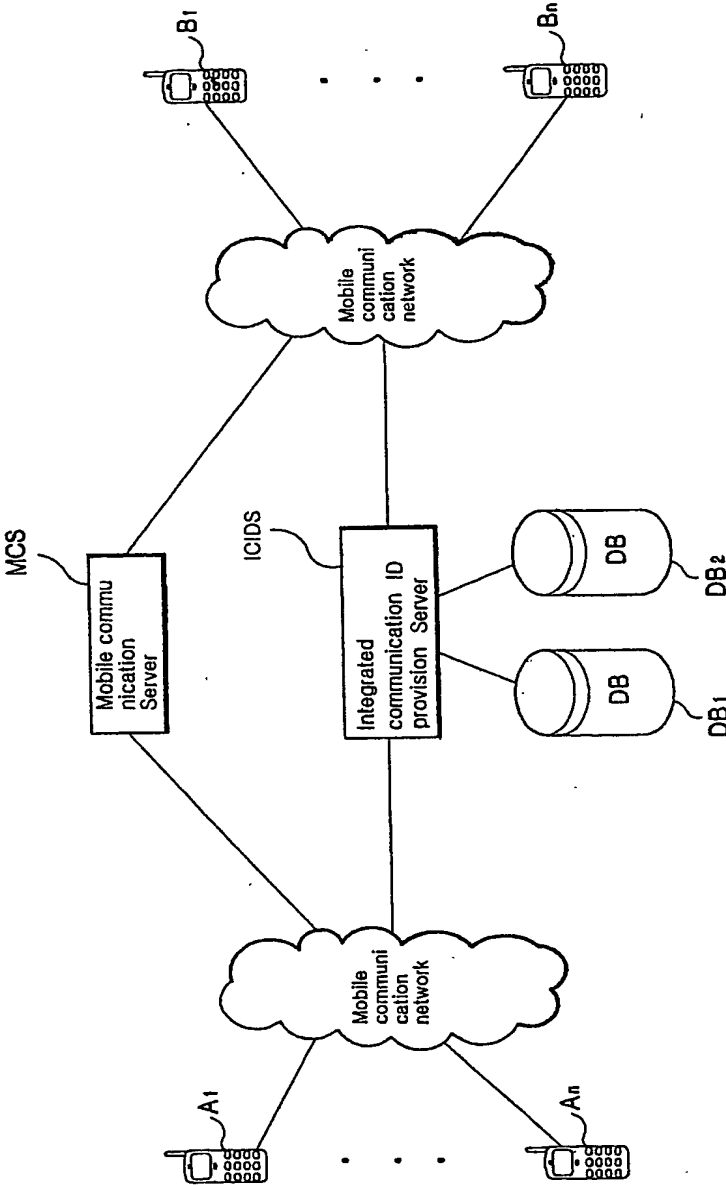 MCS
Mobile commu
nication
Server
ICIDS
Integrated
communication ID
provision Server
A1
An
Mobile
communi
cation
network
Mobile
communi
cation
network
B1
Bn
DB
DB1
DB
DB2